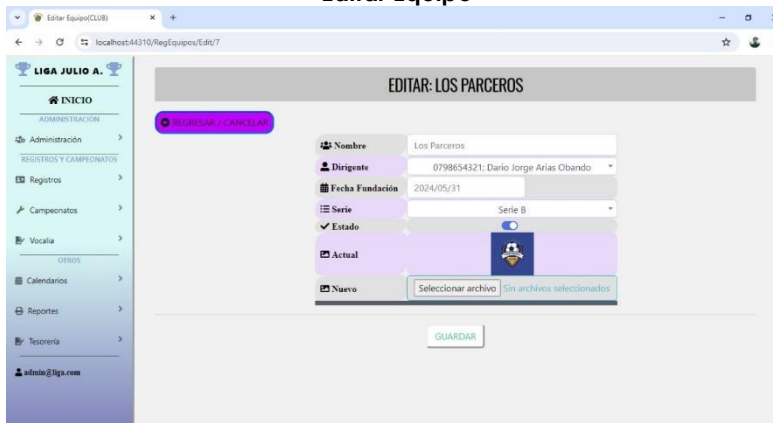 Editar Equipo
Editar Equipo(CLUB)
localhost:44310/RegEquipos/Edit/7
LIGA JULIO A.
INICIO
ADMINISTRACIÓN
Administración
REGISTROS Y CAMPEONATOS
Registros
Campeonatos
Vocalia
OTROS
Calendarios
Reportes
Tesorería
admin@liga.com
EDITAR: LOS PARCEROS
REGRESAR / CANCELAR
Nombre Los Parceros
Dirigente 0798654321; Dario Jorge Arias Obando
Fecha Fundación 2024/05/31
Serie Serie B
Estado
Actual
Nuevo Seleccionar archivo Sin archivos seleccionados
GUARDAR